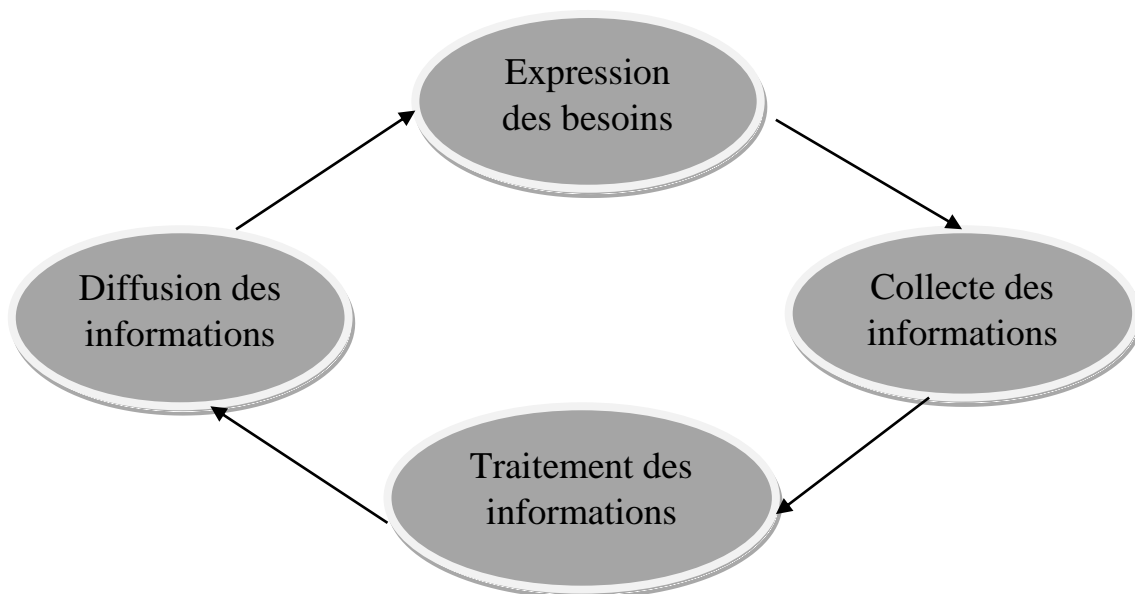 Expression
des besoins
Diffusion des
informations
Collecte des
informations
Traitement des
informations